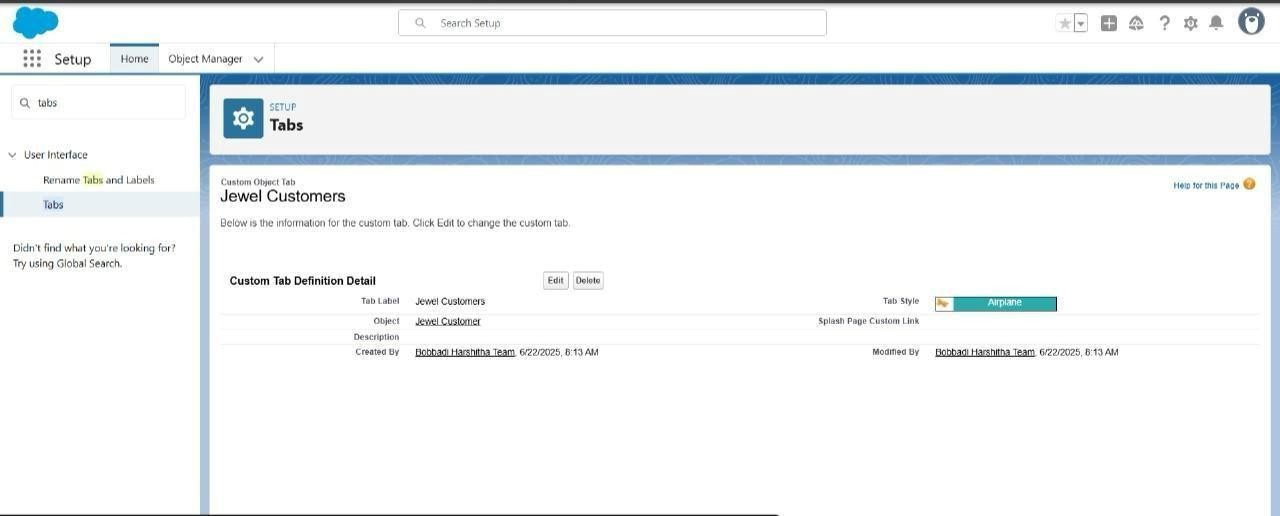 Search Setup
Setup
Home
Object Manager
tabs
SETUP
Tabs
User Interface
Rename Tabs and Labels
Tabs
Didn't find what you're looking for?
Try using Global Search.
Custom Object Tab
Jewel Customers
Help for this Page
Below is the information for the custom tab. Click Edit to change the custom tab.
Custom Tab Definition Detail Edit Delete
Tab Label Jewel Customers Tab Style Airplane
Object Jewel Customer Splash Page Custom Link
Description
Created By Bobbadi Harshitha Team, 6/22/2025, 8:13 AM Modified By Bobbadi Harshitha Team, 6/22/2025, 8:13 AM